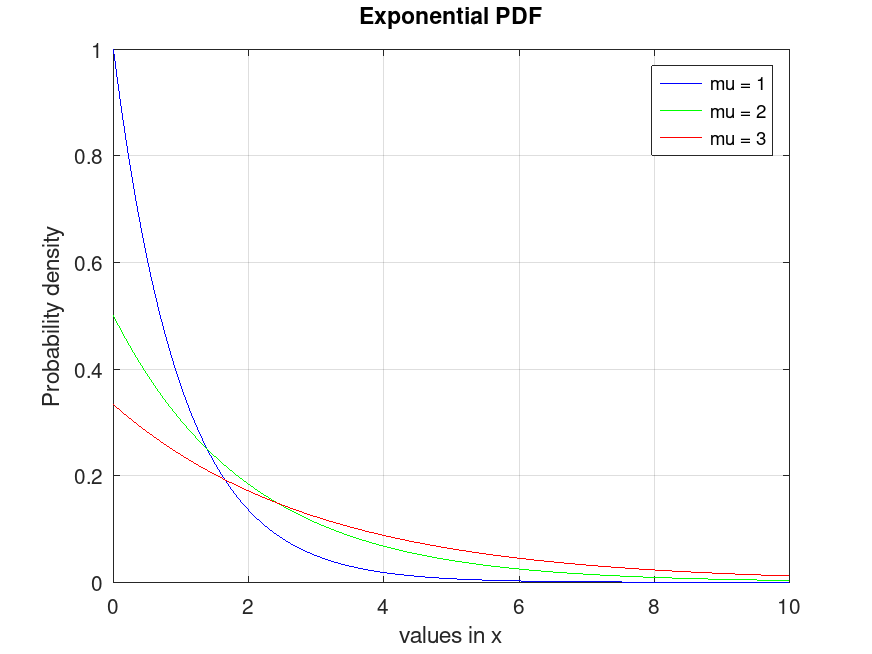 Exponential PDF
1
0.8
0.6
0.4
0.2
0
Probability density
mu = 1
mu = 2
mu = 3
0 2 4 6 8 10
values in x